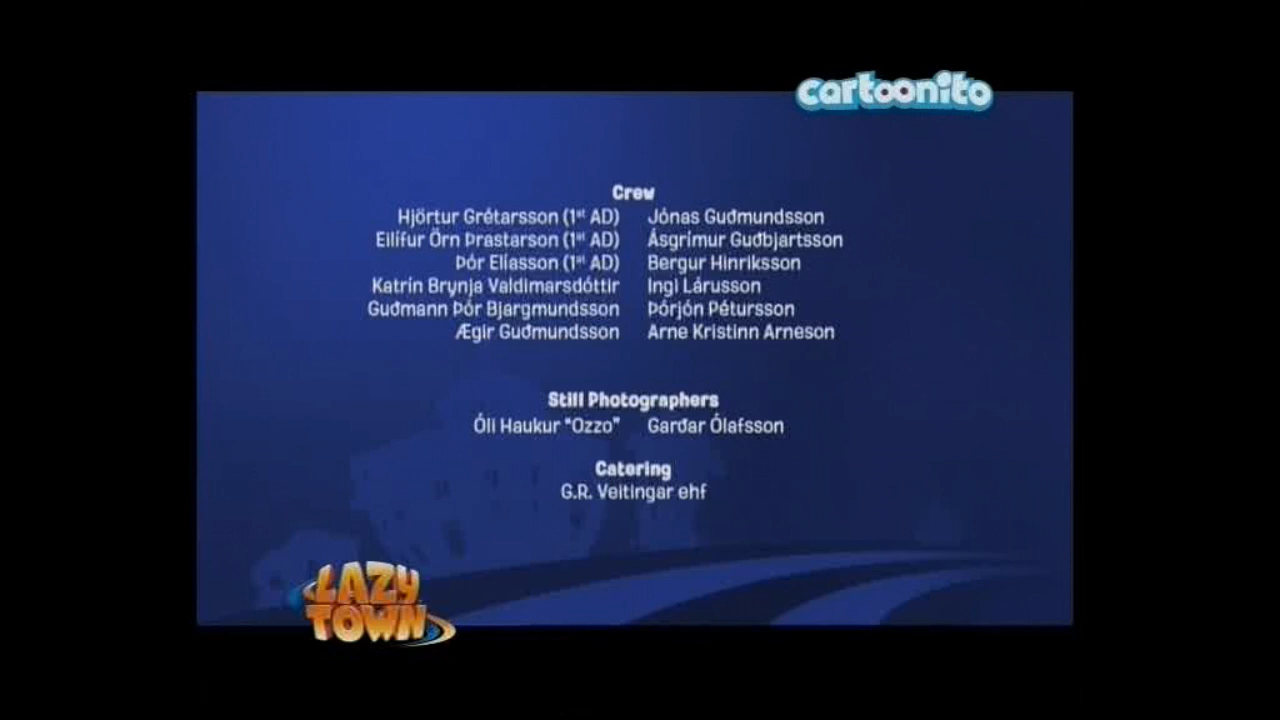 cartoonito
Crew
Hjörtur Grétarsson (1st AD) Jónas Guðmundsson
Eilífur Örn Þrastarson (1st AD) Ásgrímur Guðbjartsson
Þór Elíasson (1st AD) Bergur Hinriksson
Katrín Brynja Valdimarsdóttir Ingi Lárusson
Guðmann Þór Bjargmundsson Þórjón Pétursson
Ægir Guðmundsson Arne Kristinn Arneson
Still Photographers
Óli Haukur "Ozzo" Garðar Ólafsson
Catering
G.R. Veitingar ehf
LAZY
TOWN